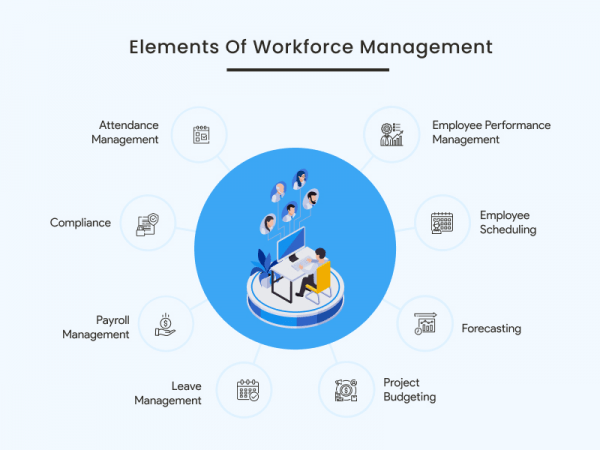 Elements Of Workforce Management
Attendance
Management
Employee Performance
Management
Compliance
Employee
Scheduling
Payroll
Management
Forecasting
Leave
Management
Project
Budgeting